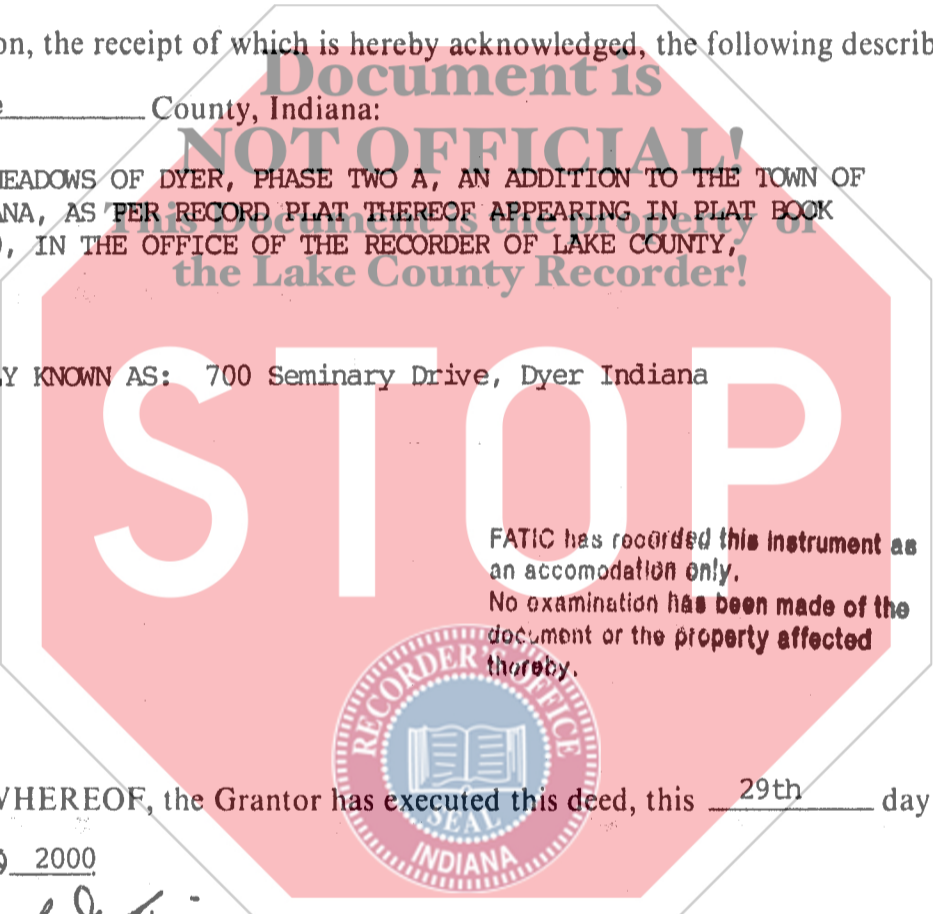 on, the receipt of which is hereby acknowledged, the following describ
Document is
e County, Indiana:
NOT OFFICIAL!
EADOWS OF DYER, PHASE TWO A, AN ADDITION TO THE TOWN OF
ANA, AS PER RECORD PLAT THEREOF APPEARING IN PLAT BOOK
This Document is the property of
, IN THE OFFICE OF THE RECORDER OF LAKE COUNTY,
the Lake County Recorder!
Y KNOWN AS: 700 Seminary Drive, Dyer Indiana
STOP
FATIC has recorded this instrument as
an accomodation only.
No examination has been made of the
document or the property affected
thereby.
RECORDER'S OFFICE
SEAL
INDIANA
WHEREOF, the Grantor has executed this deed, this 29th day
2000